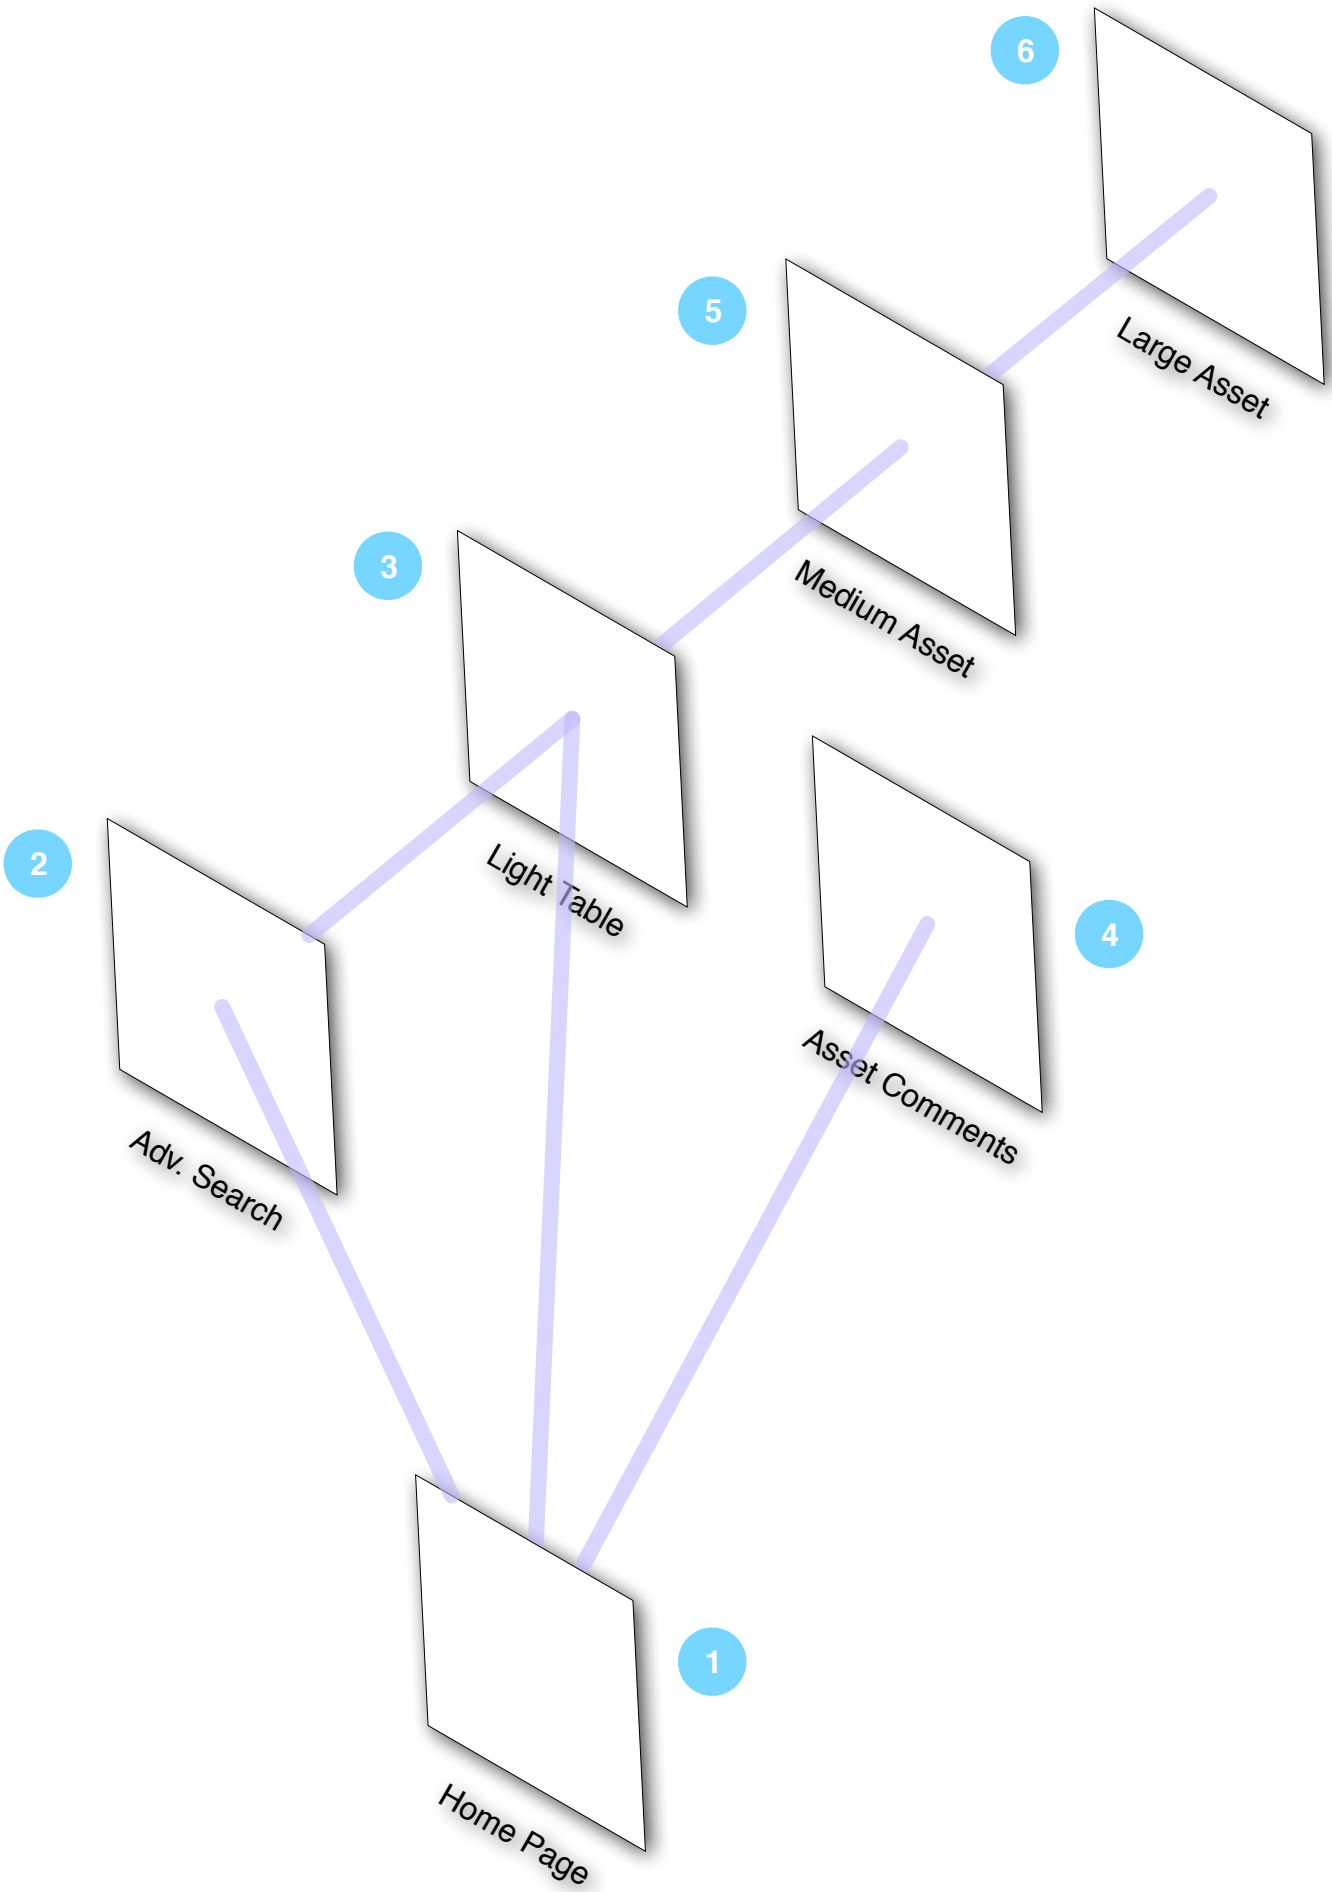 6
Large Asset
5
Medium Asset
3
Light Table
2
Adv. Search
4
Asset Comments
1
Home Page